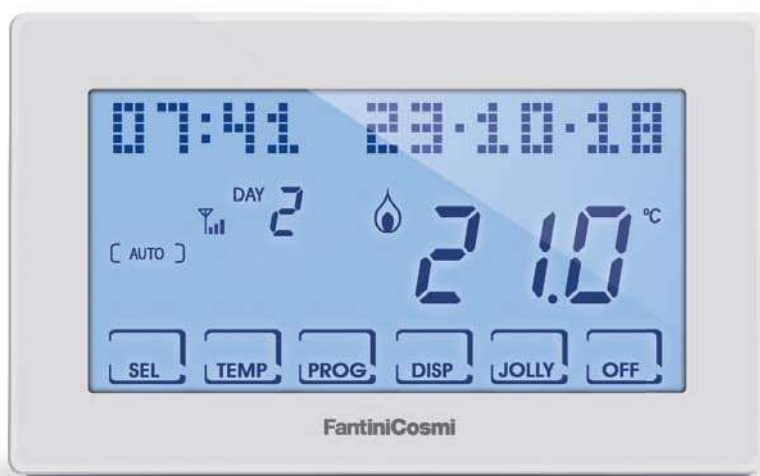 07:41 23·10·18
DAY 2
[ AUTO ]
21.0 °C
SEL TEMP PROG DISP JOLLY OFF
FantiniCosmi